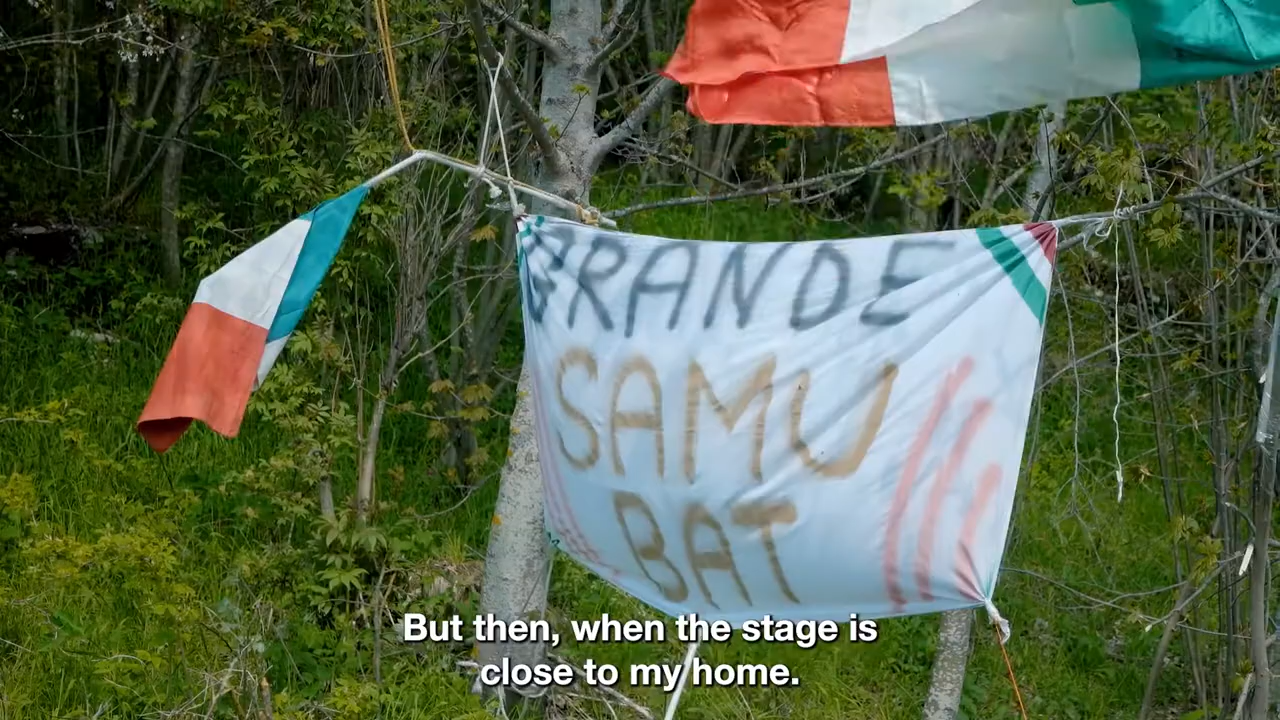 GRANDE
SAMU
BAT
But then, when the stage is
close to my home.